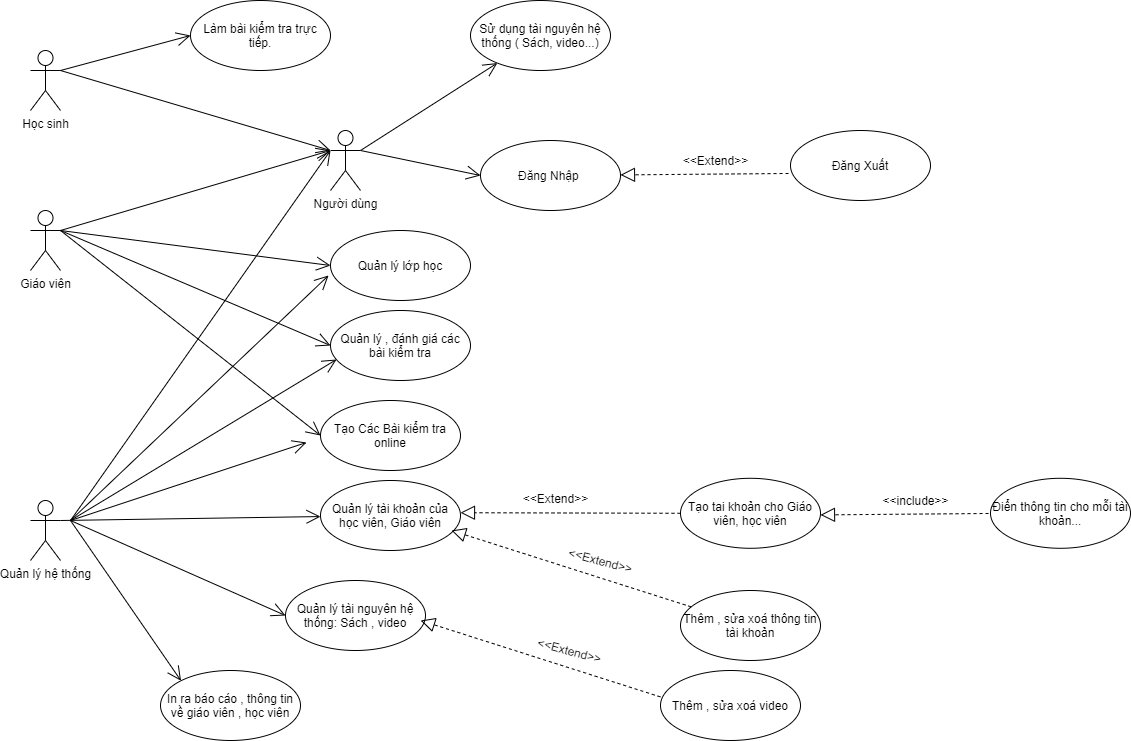 Làm bài kiểm tra trực
tiếp.
Sử dụng tài nguyên hệ
thống ( Sách, video...)
Học sinh
Người dùng
Đăng Nhập
<<Extend>>
Đăng Xuất
Giáo viên
Quản lý lớp học
Quản lý , đánh giá các
bài kiểm tra
Tạo Các Bài kiểm tra
online
Quản lý hệ thống
Quản lý tài khoản của
học viên, Giáo viên
<<Extend>>
Tạo tai khoản cho Giáo
viên, học viên
<<include>>
Điển thông tin cho mỗi tài
khoản...
<<Extend>>
Thêm , sửa xoá thông tin
tài khoản
Quản lý tài nguyên hệ
thống: Sách , video
<<Extend>>
Thêm , sửa xoá video
In ra báo cáo , thông tin
về giáo viên , học viên